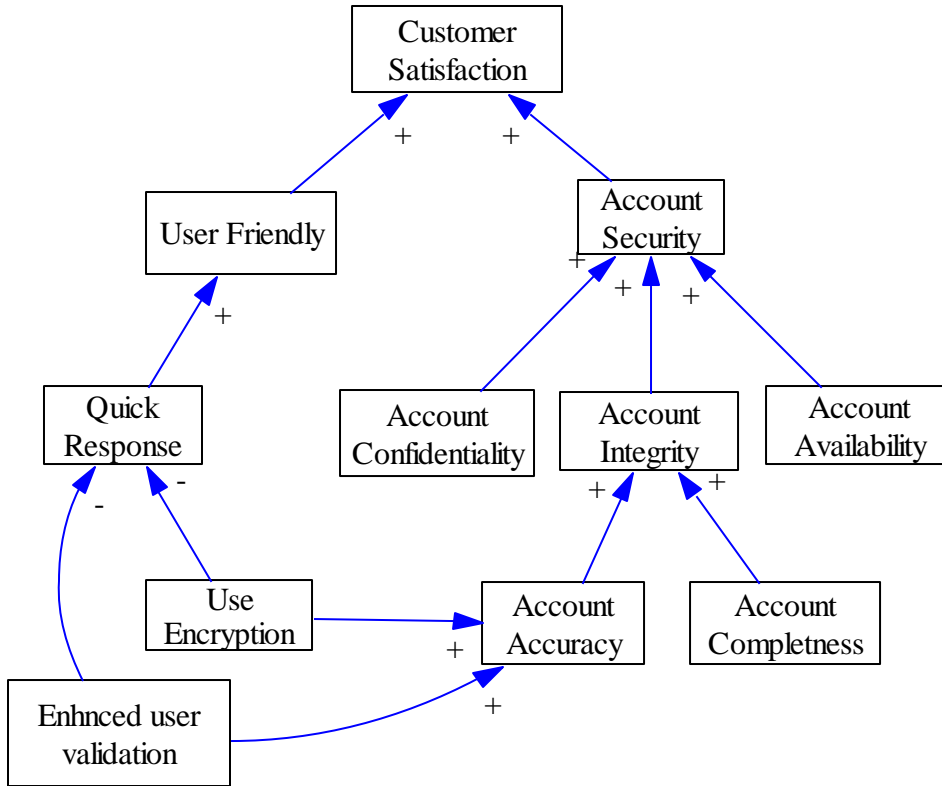 Customer
Satisfaction
+
+
User Friendly
Account
Security
+
+
+
+
Quick
Response
Account
Confidentiality
Account
Integrity
Account
Availability
-
-
+
+
Use
Encryption
Account
Accuracy
Account
Completness
+
+
Enhnced user
validation